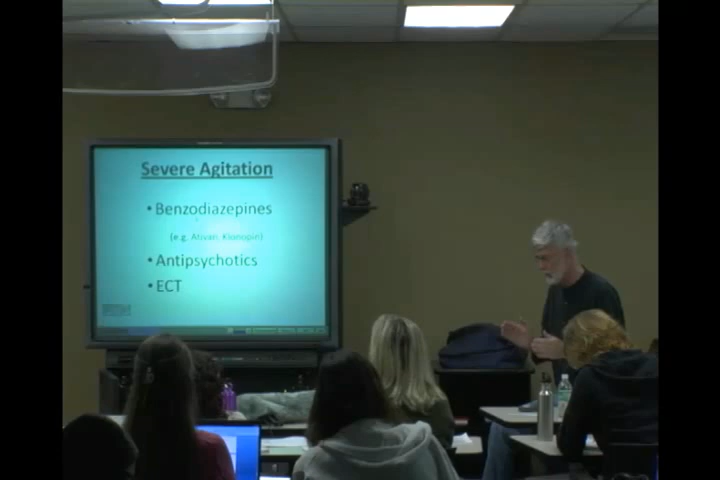 Severe Agitation
• Benzodiazepines
(e.g. Ativan, Klonopin)
• Antipsychotics
• ECT